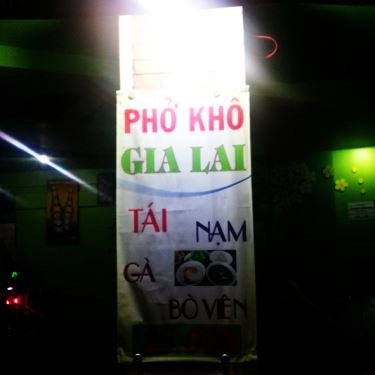 PHỞ KHÔ
GIA LAI
TÁI
NẠM
GÀ
BÒ VIÊN